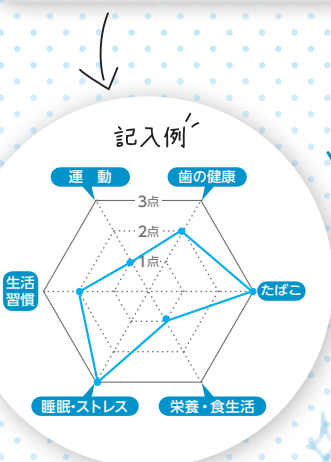 記入例
運 動
歯の健康
3点
2点
1点
生活
習慣
たばこ
睡眠・ストレス
栄養・食生活